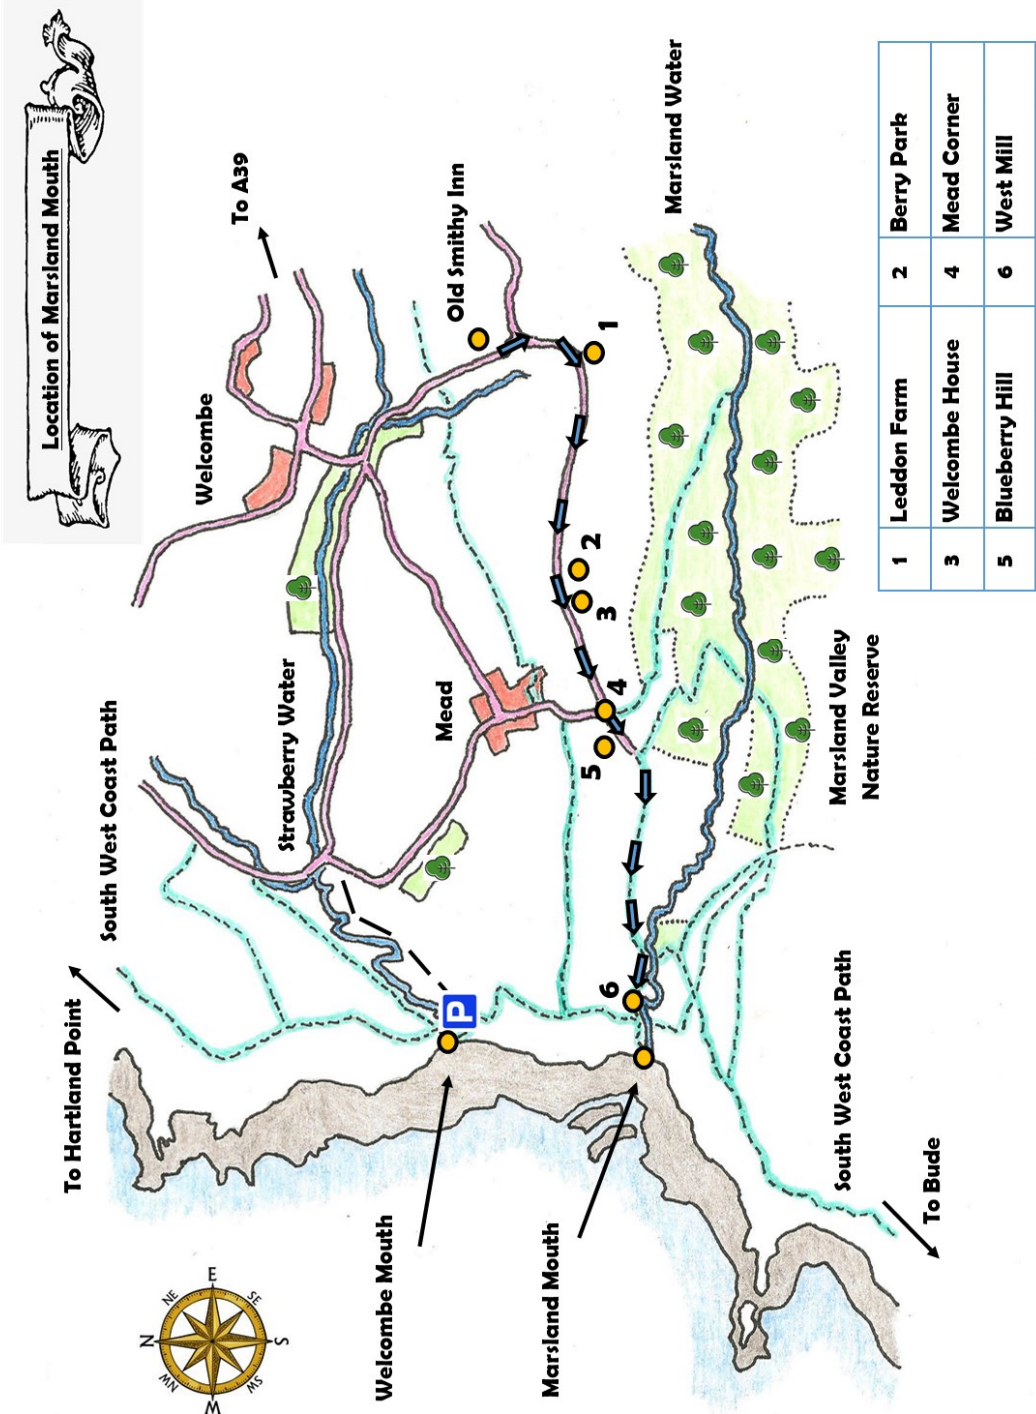 Location of Marsland Mouth
To A39
Welcombe
Old Smithy Inn
Marsland Water
South West Coast Path
Strawberry Water
Mead
To Hartland Point
P
Welcombe Mouth
Marsland Mouth
Marsland Valley
Nature Reserve
South West Coast Path
To Bude
1
2
3
4
5
6
N
NE
E
SE
S
SW
W
NW
1 Leddon Farm 2 Berry Park
3 Welcombe House 4 Mead Corner
5 Blueberry Hill 6 West Mill